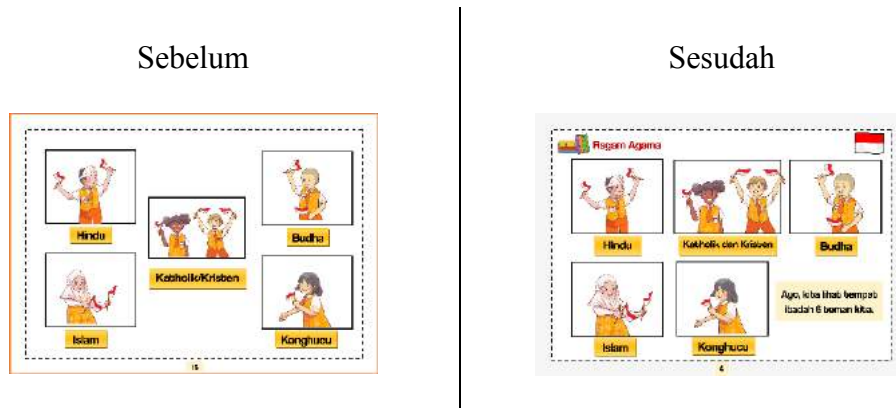 Sebelum
Hindu
Budha
Katholik/Kristen
Islam
Konghucu
15
Sesudah
Ragam Agama
Hindu
Katholik dan Kristen
Budha
Ayo, kita lihat tempat
ibadah 6 teman kita.
Islam
Konghucu